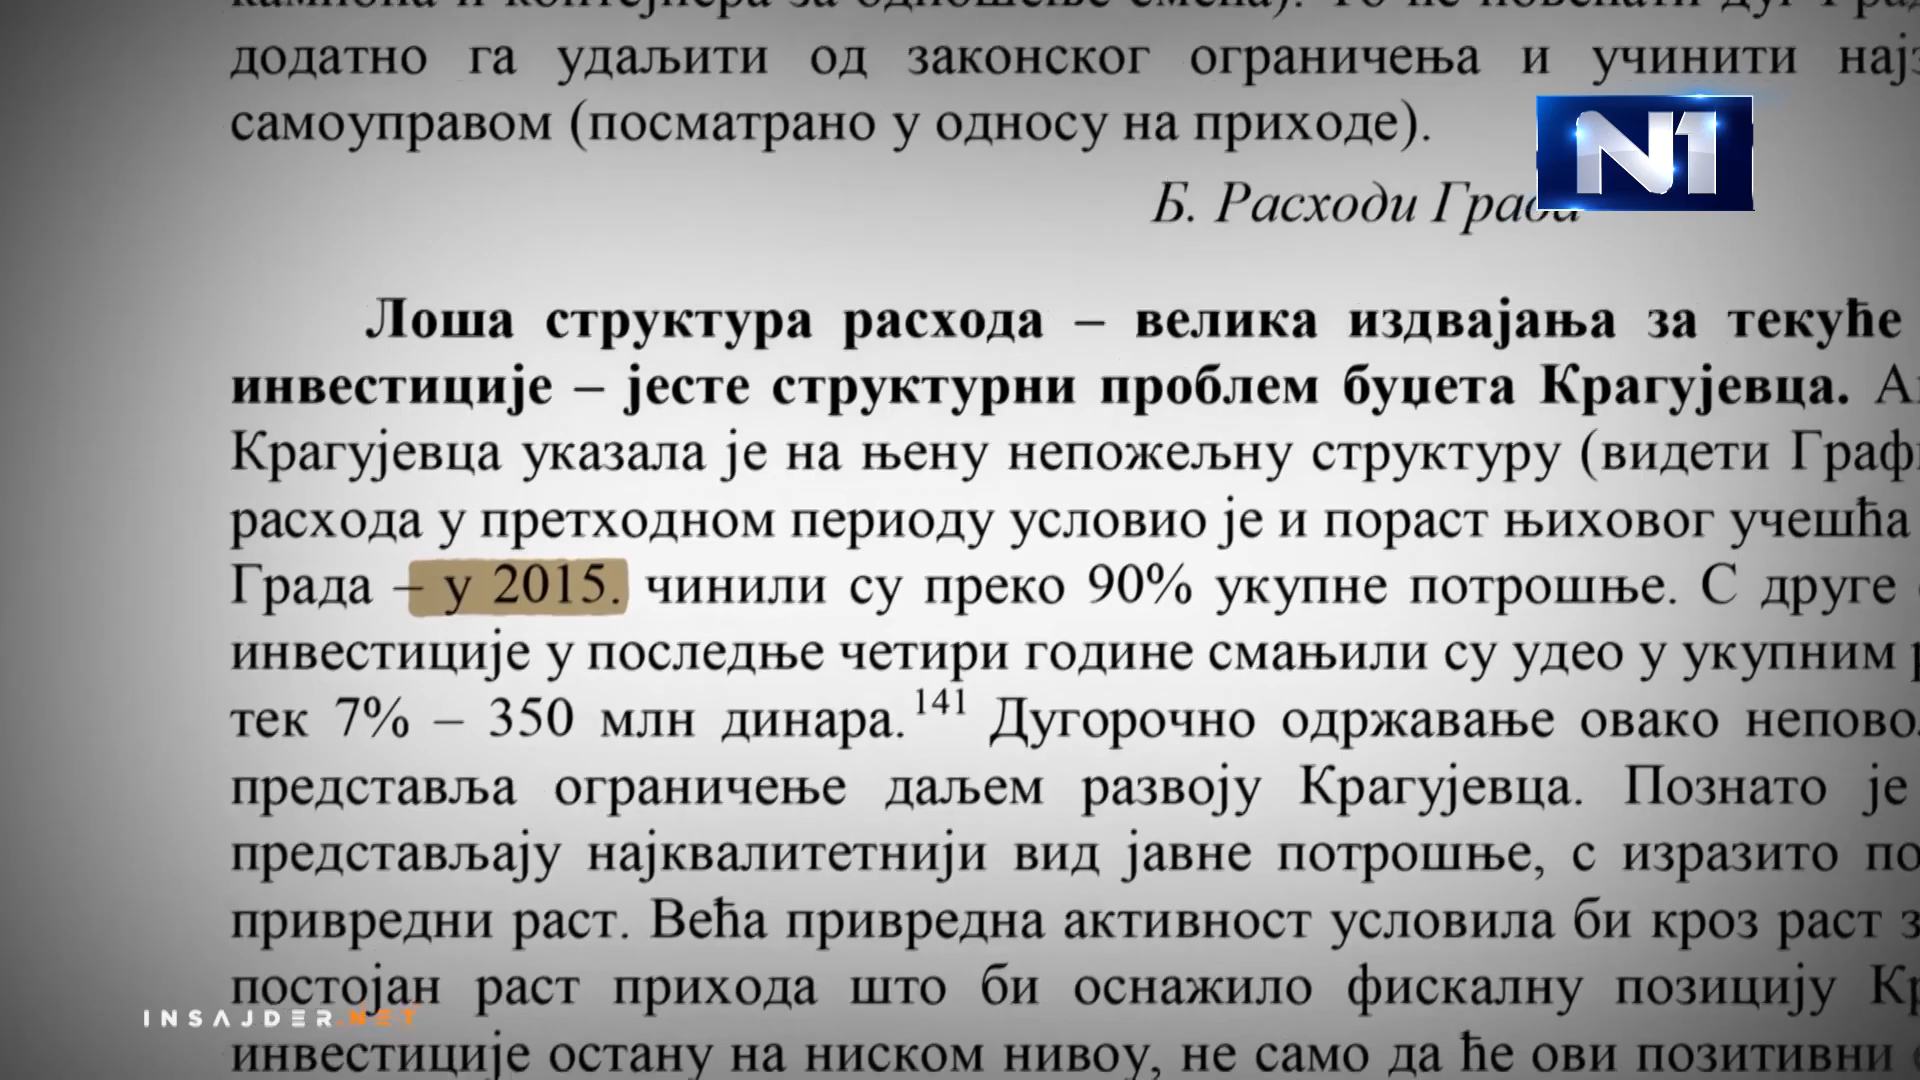 додатно га удаљити од законског ограничења и учинити
самоуправом (посматрано у односу на приходе).
N1
Б. Расходи Града
Лоша структура расхода – велика издвајања за текуће
инвестиције – јесте структурни проблем буџета Крагујевца.
Крагујевца указала је на њену непожељну структуру (видети
расхода у претходном периоду условио је и пораст њиховог учешћа
Града – у 2015. чинили су преко 90% укупне потрошње. С друге
инвестиције у последње четири године смањили су удео у укупним
тек 7% – 350 млн динара.141 Дугорочно одржавање овако
представља ограничење даљем развоју Крагујевца. Познато је
представљају најквалитетнији вид јавне потрошње, с изразито
привредни раст. Већа привредна активност условила би кроз раст
постојан раст прихода што би оснажило фискалну позицију
INSAJDER.NET
инвестиције остану на ниском нивоу, не само да ће ови позитивни